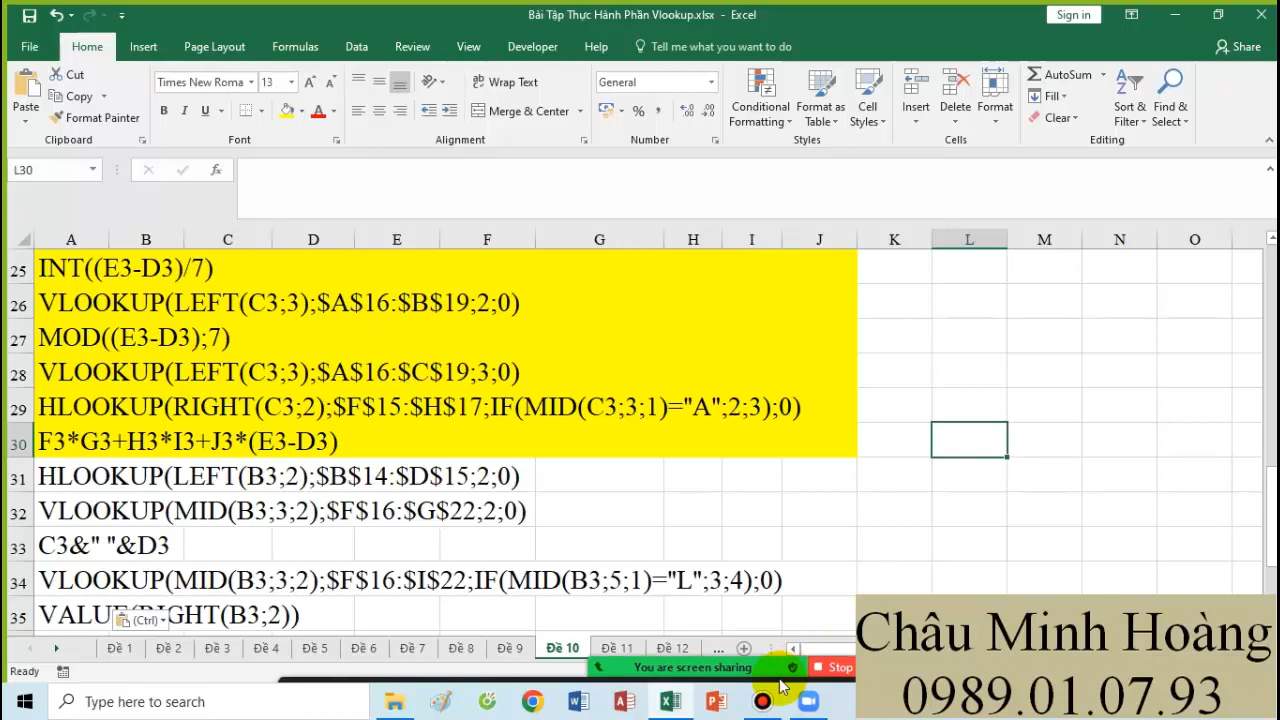 Bài Tập Thực Hành Phần Vlookup.xlsx - Excel
Sign in
File Home Insert Page Layout Formulas Data Review View Developer Help Tell me what you want to do Share
Paste
Cut
Copy
Format Painter
Clipboard
Times New Roma 13
B I U
Font
Wrap Text
Merge & Center
Alignment
General
Number
Conditional Formatting
Format as Table
Cell Styles
Styles
Insert Delete Format
Cells
AutoSum
Fill
Clear
Sort & Filter
Find & Select
Editing
L30 fx
A B C D E F G H I J K L M N O
25 INT((E3-D3)/7)
26 VLOOKUP(LEFT(C3;3);$A$16:$B$19;2;0)
27 MOD((E3-D3);7)
28 VLOOKUP(LEFT(C3;3);$A$16:$C$19;3;0)
29 HLOOKUP(RIGHT(C3;2);$F$15:$H$17;IF(MID(C3;3;1)="A";2;3);0)
30 F3*G3+H3*I3+J3*(E3-D3)
31 HLOOKUP(LEFT(B3;2);$B$14:$D$15;2;0)
32 VLOOKUP(MID(B3;3;2);$F$16:$G$22;2;0)
33 C3&" "&D3
34 VLOOKUP(MID(B3;3;2);$F$16:$I$22;IF(MID(B3;5;1)="L";3;4);0)
35 VALUE(RIGHT(B3;2))
(Ctrl)
Đề 1 Đề 2 Đề 3 Đề 4 Đề 5 Đề 6 Đề 7 Đề 8 Đề 9 Đề 10 Đề 11 Đề 12 ...
Ready
You are screen sharing Stop
Type here to search
Châu Minh Hoàng
0989.01.07.93